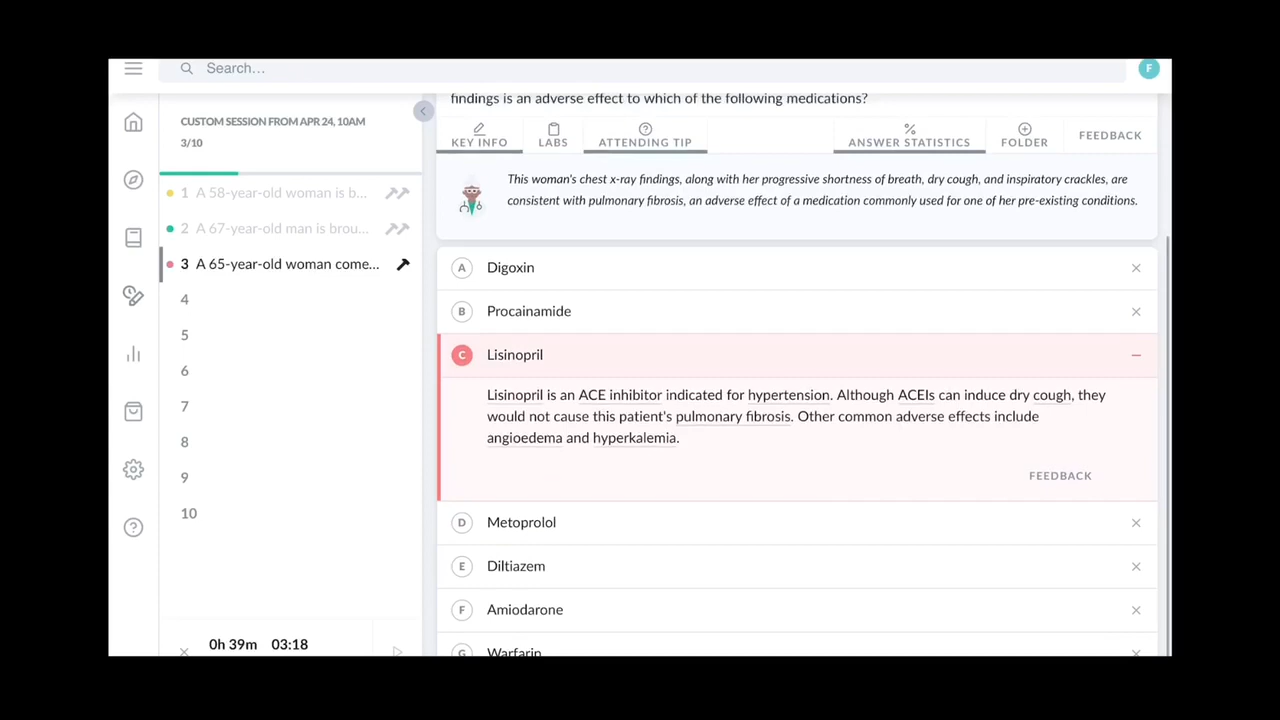 Search...
F
findings is an adverse effect to which of the following medications?
CUSTOM SESSION FROM APR 24, 10AM
3/10
KEY INFO
LABS
ATTENDING TIP
ANSWER STATISTICS
FOLDER
FEEDBACK
This woman's chest x-ray findings, along with her progressive shortness of breath, dry cough, and inspiratory crackles, are
consistent with pulmonary fibrosis, an adverse effect of a medication commonly used for one of her pre-existing conditions.
1 A 58-year-old woman is b...
2 A 67-year-old man is brou...
3 A 65-year-old woman come...
4
5
6
7
8
9
10
0h 39m 03:18
A Digoxin
B Procainamide
C Lisinopril
Lisinopril is an ACE inhibitor indicated for hypertension. Although ACEIs can induce dry cough, they
would not cause this patient's pulmonary fibrosis. Other common adverse effects include
angioedema and hyperkalemia.
FEEDBACK
D Metoprolol
E Diltiazem
F Amiodarone
G Warfarin